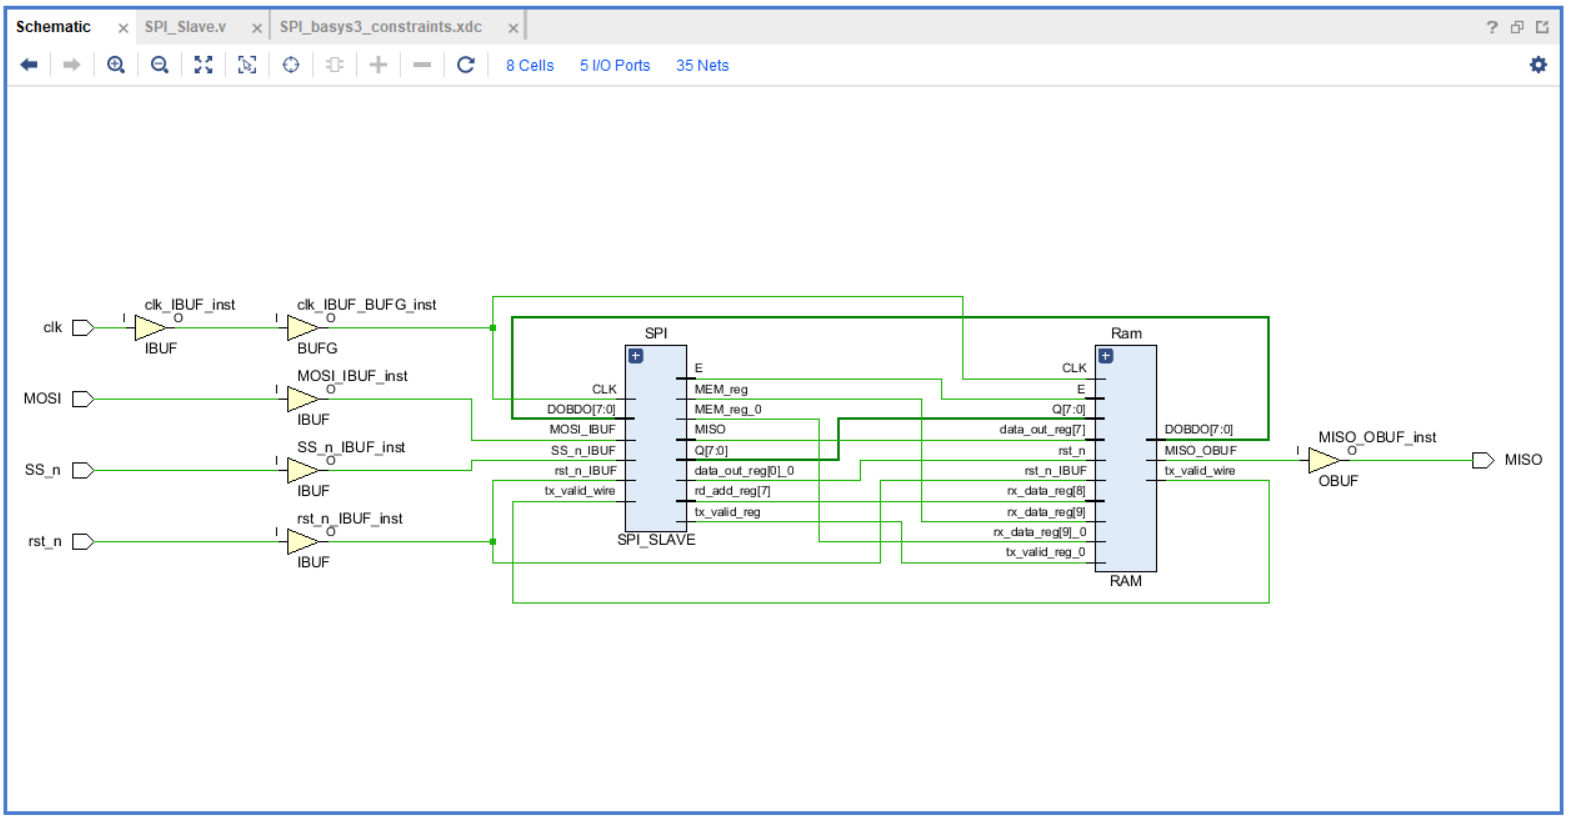 Schematic
SPI_Slave.v
SPI_basys3_constraints.xdc
?
8 Cells
5 I/O Ports
35 Nets
clk
I
clk_IBUF_inst
O
IBUF
I
clk_IBUF_BUFG_inst
O
BUFG
MOSI
I
MOSI_IBUF_inst
O
IBUF
SS_n
I
SS_n_IBUF_inst
O
IBUF
rst_n
I
rst_n_IBUF_inst
O
IBUF
SPI
CLK
DOBDO[7:0]
MOSI_IBUF
SS_n_IBUF
rst_n_IBUF
tx_valid_wire
E
MEM_reg
MEM_reg_0
MISO
Q[7:0]
data_out_reg[0]_0
rd_add_reg[7]
tx_valid_reg
SPI_SLAVE
Ram
CLK
E
Q[7:0]
data_out_reg[7]
rst_n
rst_n_IBUF
rx_data_reg[8]
rx_data_reg[9]
rx_data_reg[9]_0
tx_valid_reg_0
DOBDO[7:0]
MISO_OBUF
tx_valid_wire
RAM
I
MISO_OBUF_inst
O
OBUF
MISO